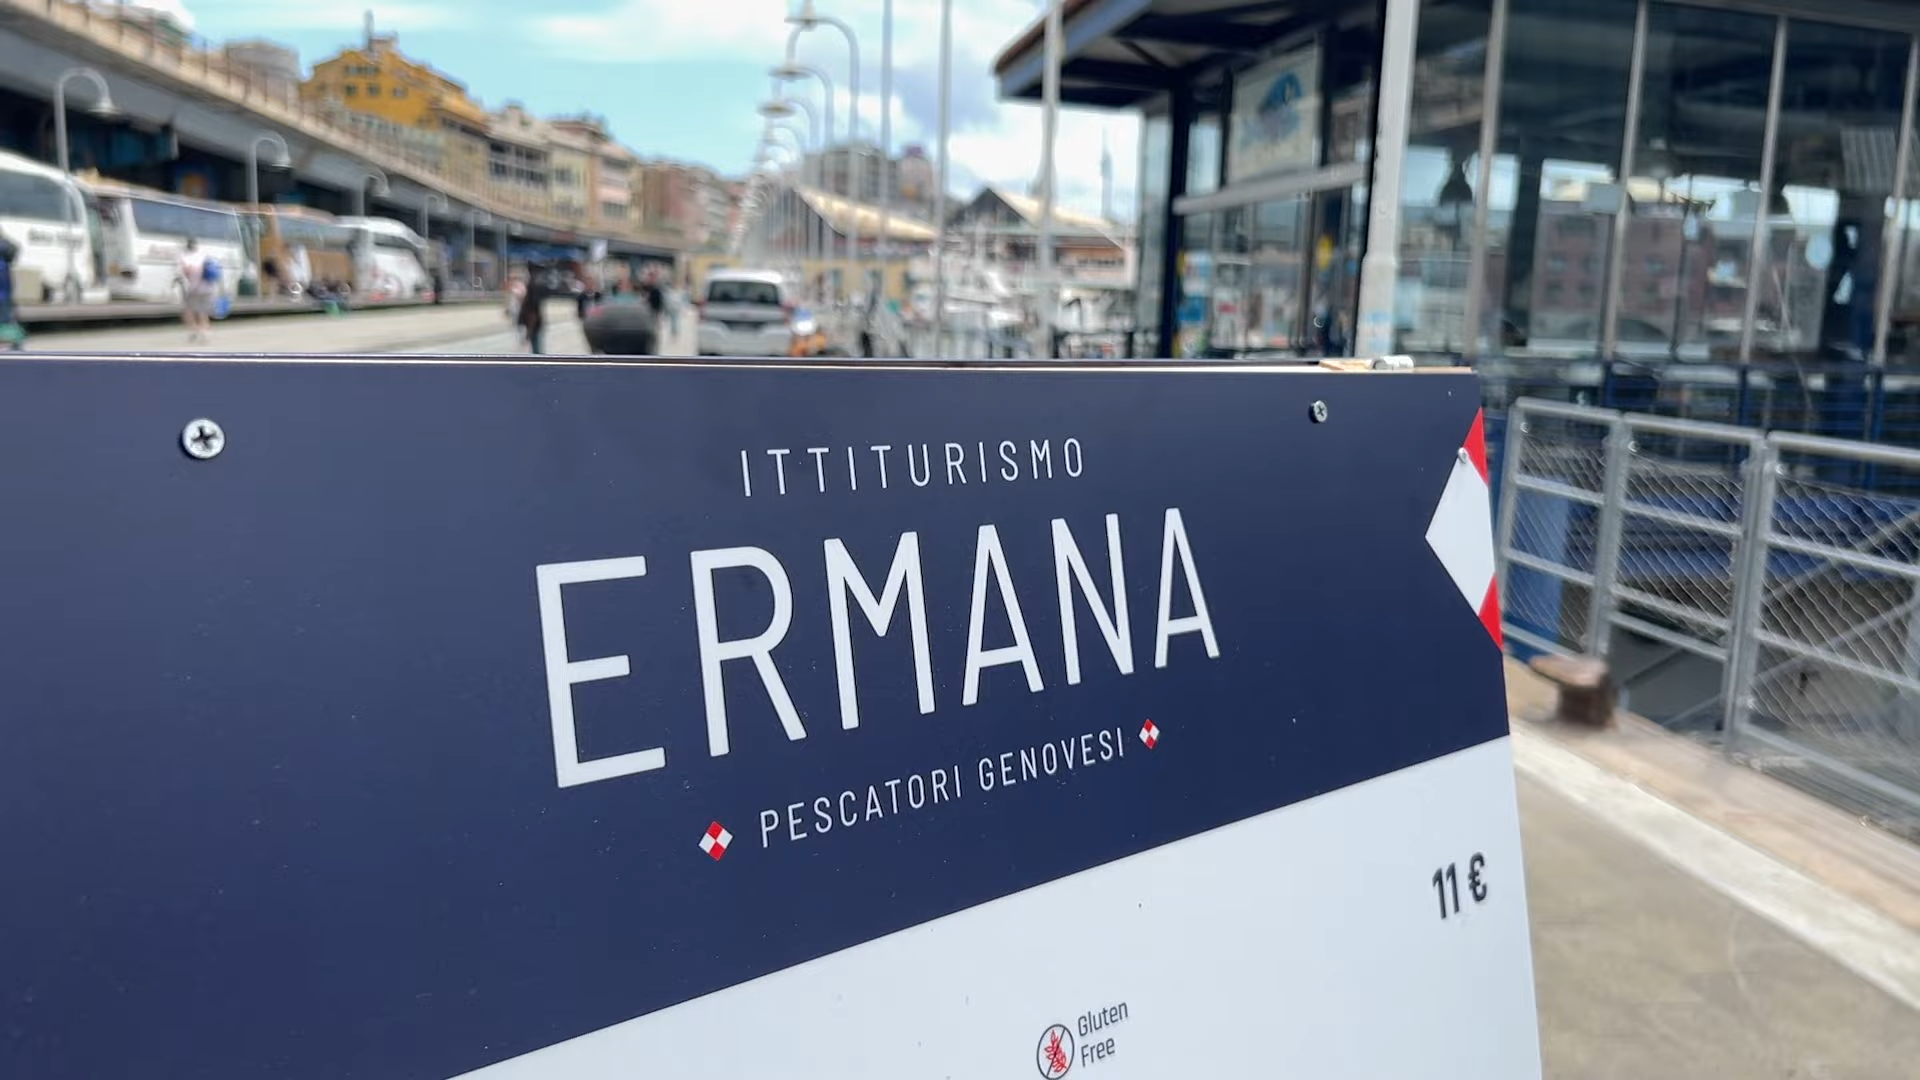 ITTITURISMO
ERMANA
PESCATORI GENOVESI
11 €
Gluten
Free